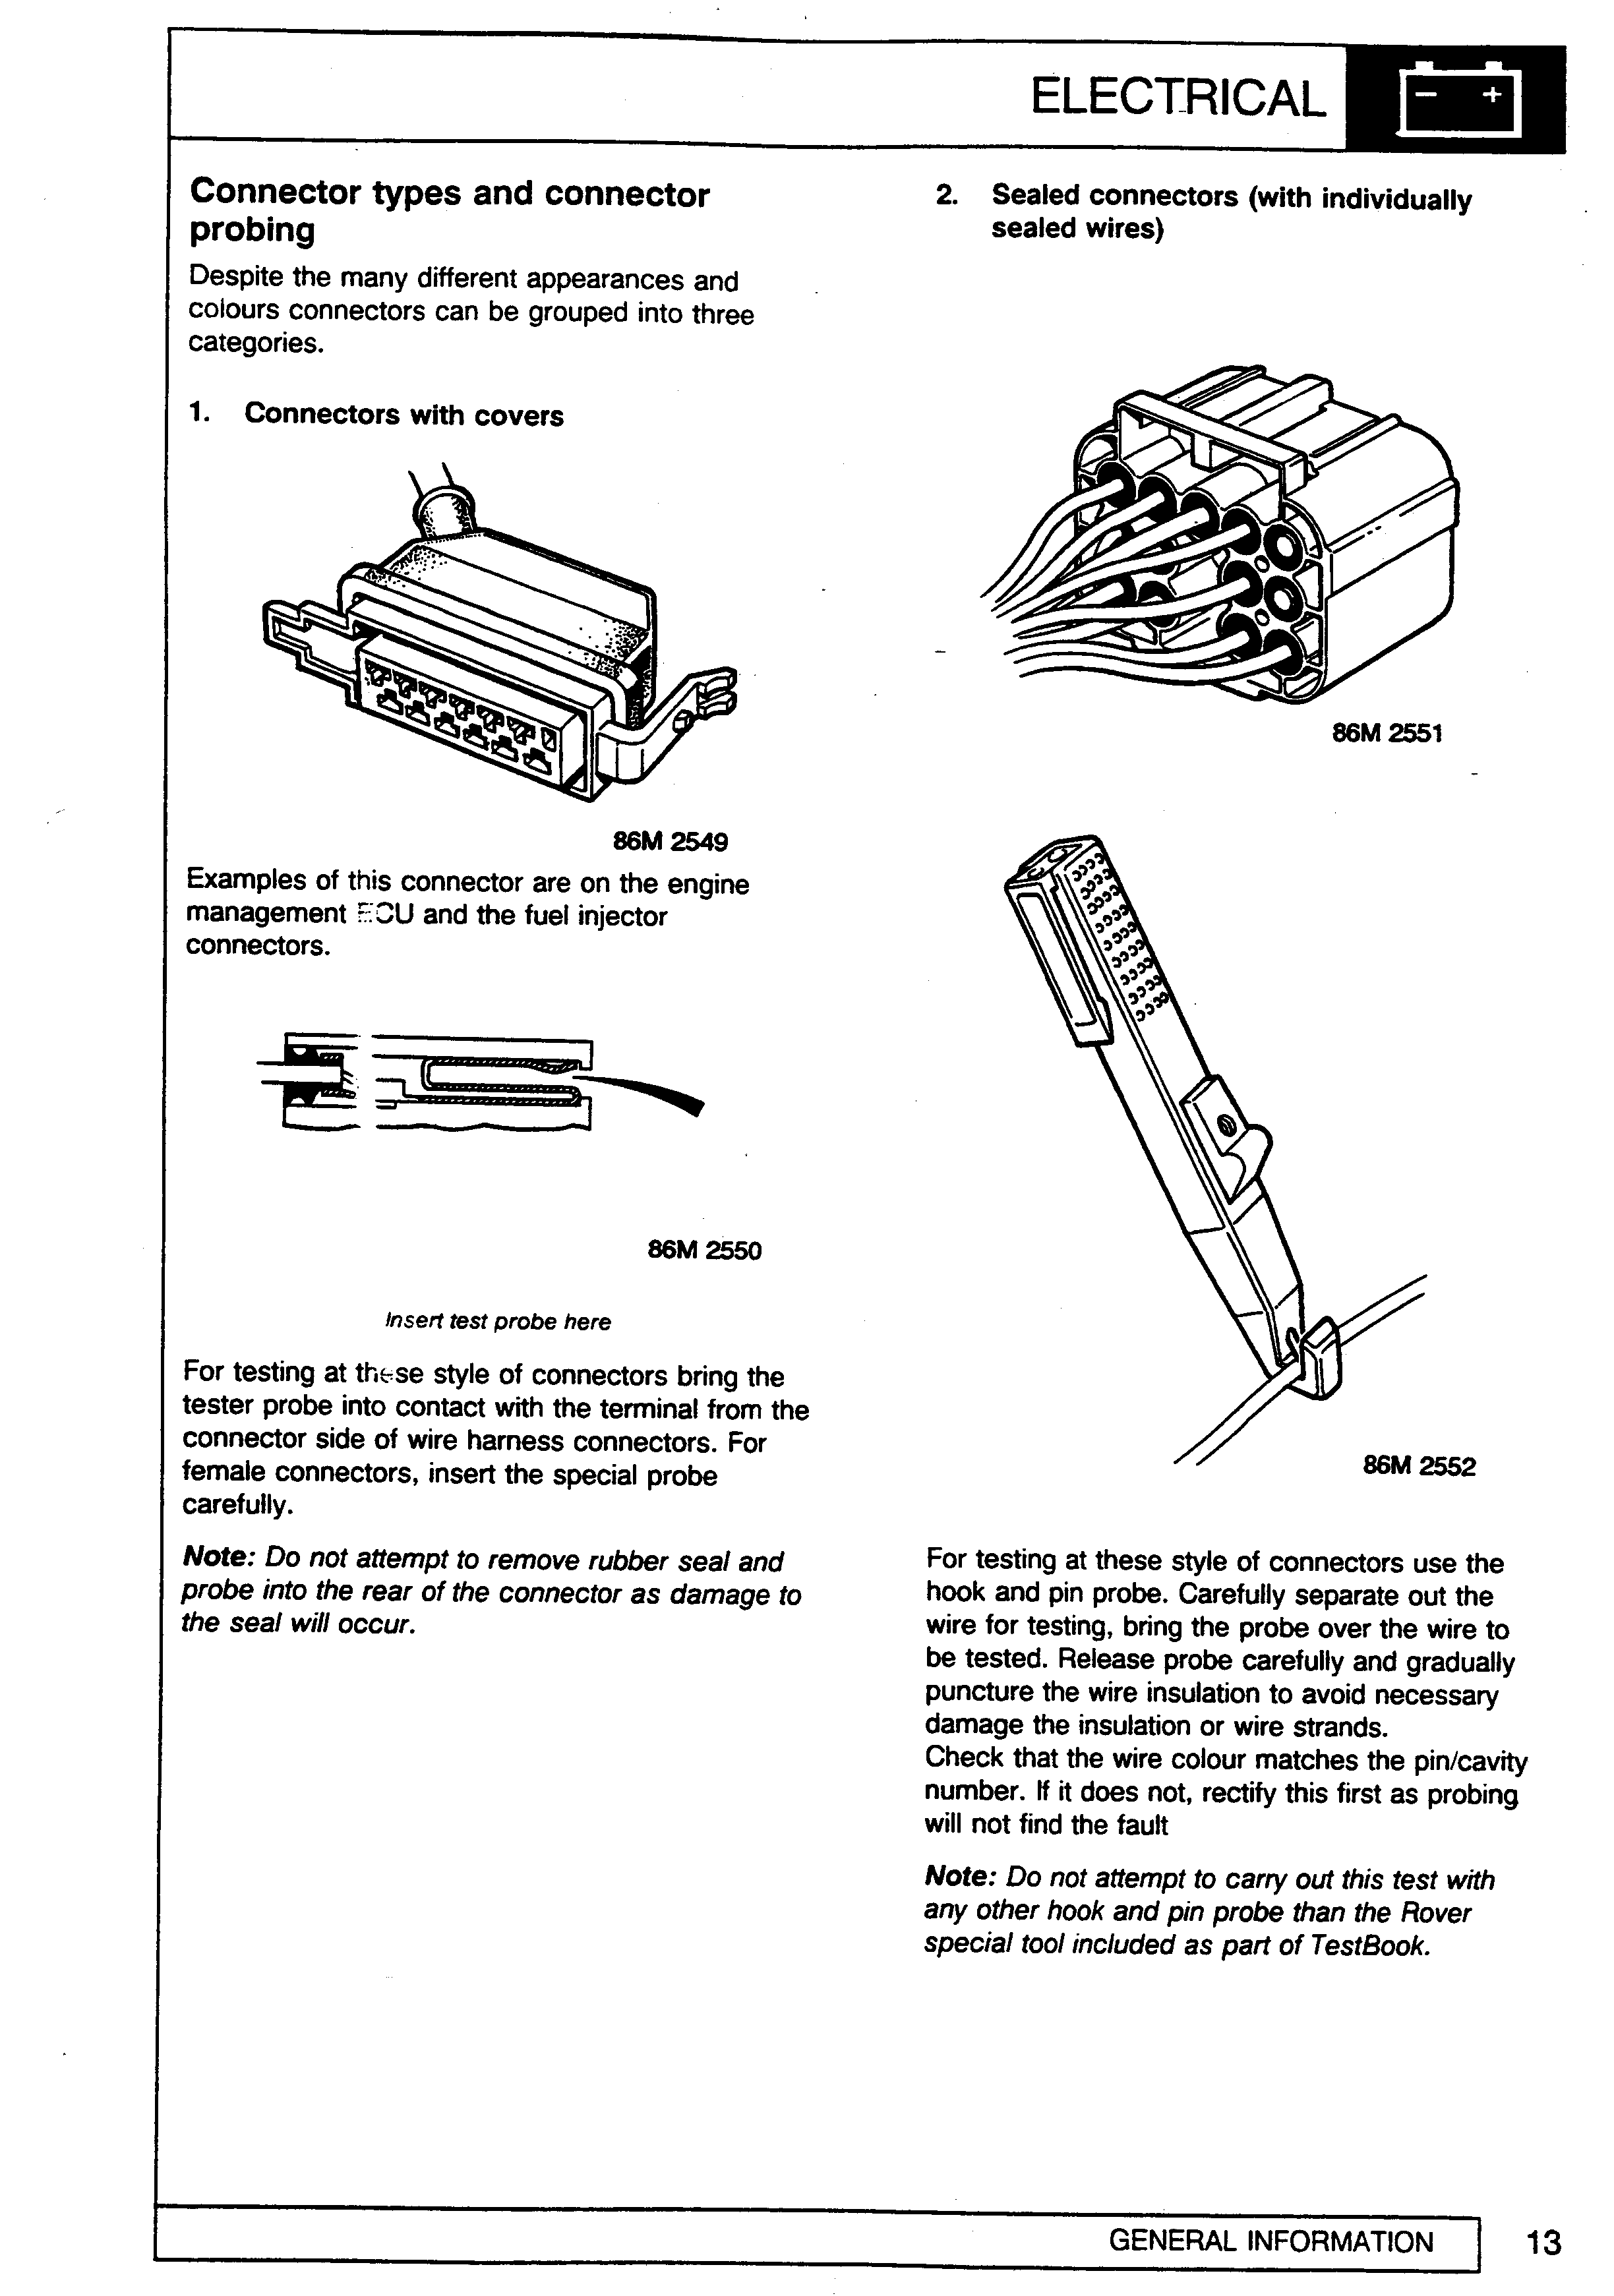 ELECTRICAL
- +
Connector types and connector
probing
Despite the many different appearances and
colours connectors can be grouped into three
categories.
1. Connectors with covers
86M 2549
Examples of this connector are on the engine
management ECU and the fuel injector
connectors.
86M 2550
Insert test probe here
For testing at these style of connectors bring the
tester probe into contact with the terminal from the
connector side of wire harness connectors. For
female connectors, insert the special probe
carefully.
Note: Do not attempt to remove rubber seal and
probe into the rear of the connector as damage to
the seal will occur.
2. Sealed connectors (with individually
sealed wires)
86M 2551
86M 2552
For testing at these style of connectors use the
hook and pin probe. Carefully separate out the
wire for testing, bring the probe over the wire to
be tested. Release probe carefully and gradually
puncture the wire insulation to avoid necessary
damage the insulation or wire strands.
Check that the wire colour matches the pin/cavity
number. If it does not, rectify this first as probing
will not find the fault
Note: Do not attempt to carry out this test with
any other hook and pin probe than the Rover
special tool included as part of TestBook.
GENERAL INFORMATION
13